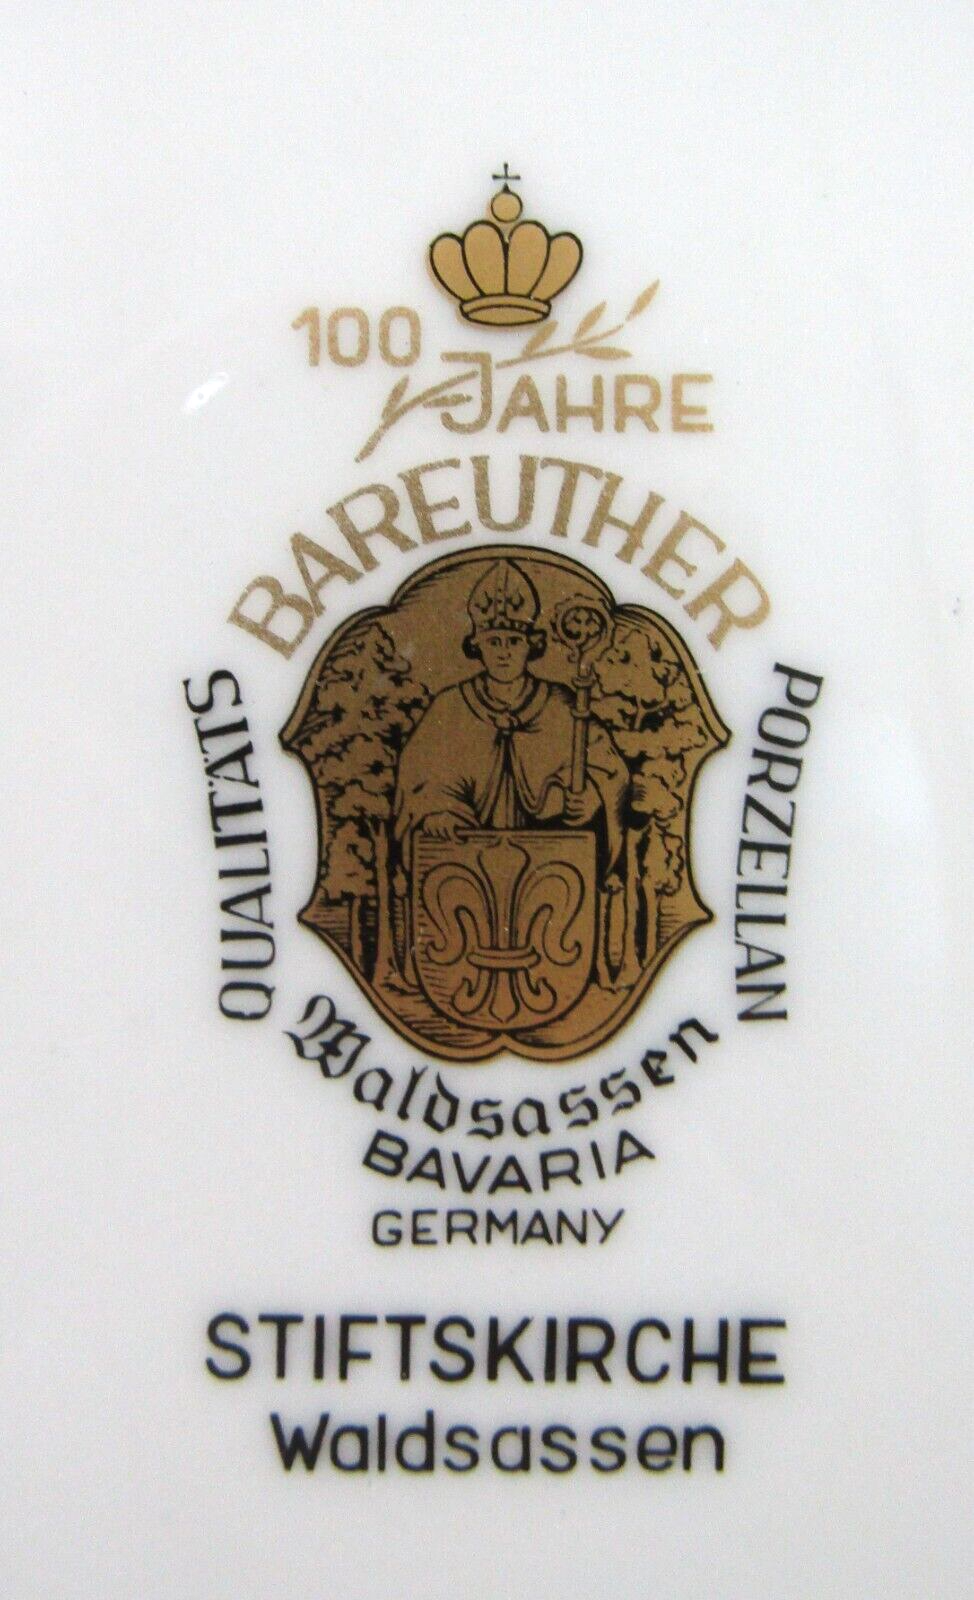 100
JAHRE
BAREUTHER
QUALITÄTS
PORZELLAN
Waldsassen
BAVARIA
GERMANY
STIFTSKIRCHE
Waldsassen